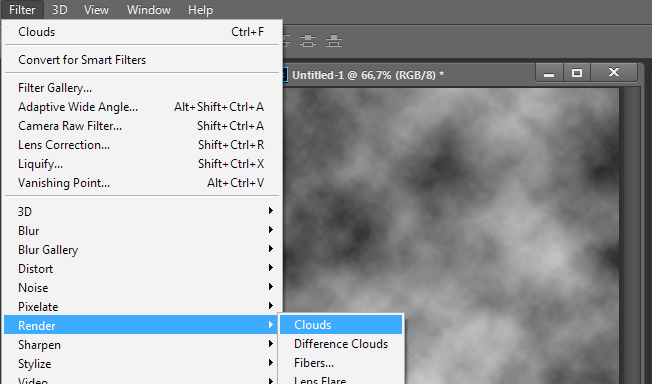 Filter 3D View Window Help
Clouds Ctrl+F
Convert for Smart Filters
Untitled-1 @ 66,7% (RGB/8) *
Filter Gallery...
Adaptive Wide Angle... Alt+Shift+Ctrl+A
Camera Raw Filter... Shift+Ctrl+A
Lens Correction... Shift+Ctrl+R
Liquify... Shift+Ctrl+X
Vanishing Point... Alt+Ctrl+V
3D
Blur
Blur Gallery
Distort
Noise
Pixelate
Render
Sharpen
Stylize
Video
Clouds
Difference Clouds
Fibers...
Lens Flare